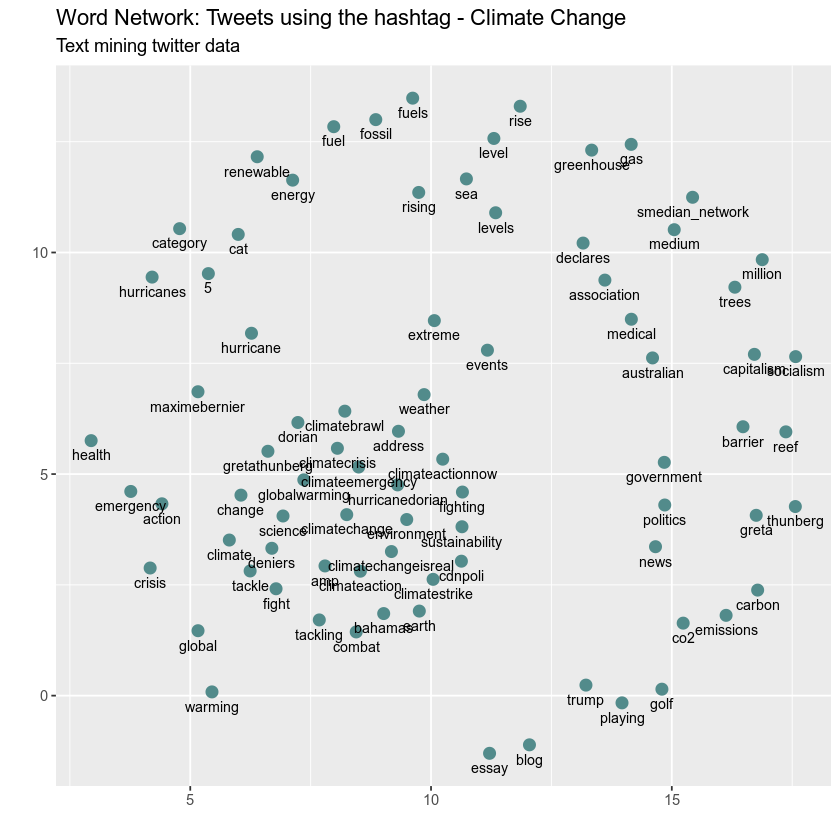 Word Network: Tweets using the hashtag - Climate Change
Text mining twitter data
fuels
rise
fossil
fuel
level
gas
greenhouse
renewable
energy
sea
rising
smedian_network
levels
medium
category
cat
declares
10
million
hurricanes
5
association
trees
extreme
medical
hurricane
events
australian
capitalism
socialism
maximebernier
weather
climatebrawl
dorian
address
barrier
reef
health
climatecrisis
gretathunberg
climateactionnow
government
5
climateemergency
globalwarming
hurricanedorian
emergency
action
change
fighting
politics
thunberg
greta
science
climatechange
environment
sustainability
climate
deniers
climatechangeisreal
cdnpoli
news
crisis
tackle
amp
climateaction
climatestrike
fight
carbon
tackling
bahamas
earth
combat
global
co2
emissions
0
warming
trump
playing
golf
essay
blog
5
10
15